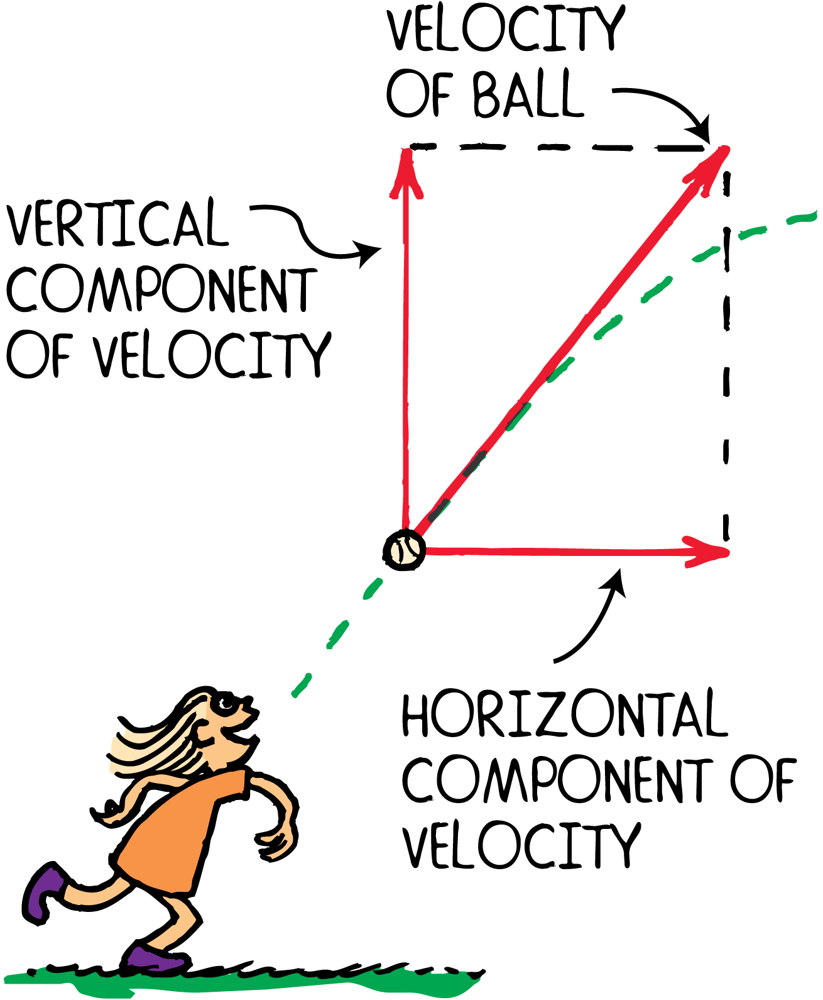 VELOCITY
OF BALL
VERTICAL
COMPONENT
OF VELOCITY
HORIZONTAL
COMPONENT OF
VELOCITY